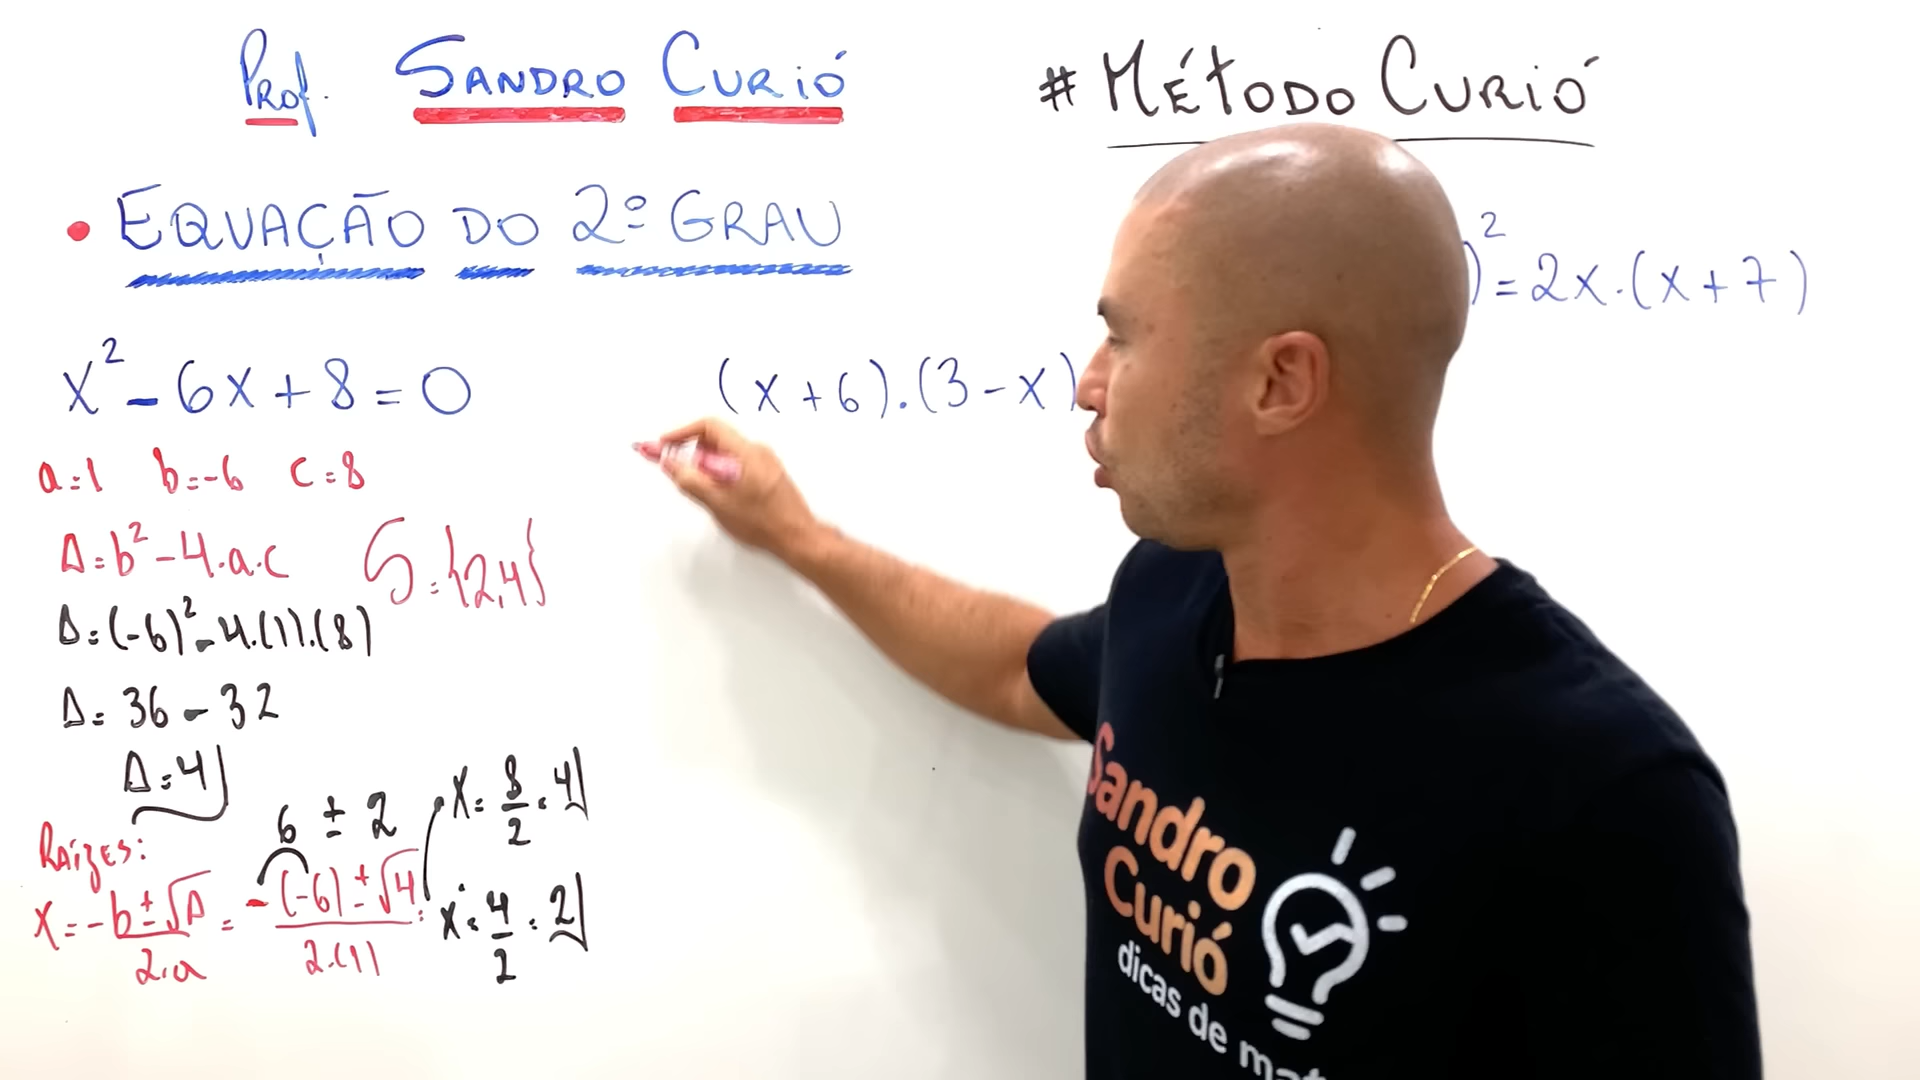 Prof. SANDRO CURIÓ
# MÉTODO CURIÓ
• EQUAÇÃO DO 2º GRAU
x² - 6x + 8 = 0
a=1 b=-6 c=8
Δ=b²-4.a.c
S={2,4}
Δ=(-6)²-4.(1).(8)
Δ=36-32
Δ=4
Raízes:
x=-b±√Δ/2.a = -(-6)±√4/2.(1) =
6 ± 2
x=8/2=4
x=4/2=2
(x+6).(3-x)
)²=2x.(x+7)
Sandro
Curió
dicas de mat